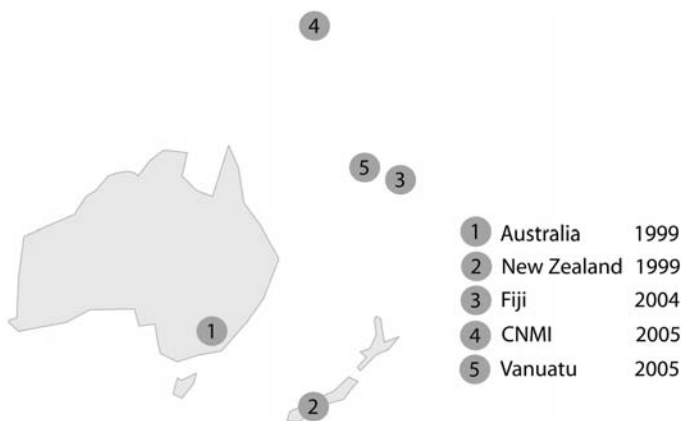 4
5
3
1
2
1 Australia 1999
2 New Zealand 1999
3 Fiji 2004
4 CNMI 2005
5 Vanuatu 2005